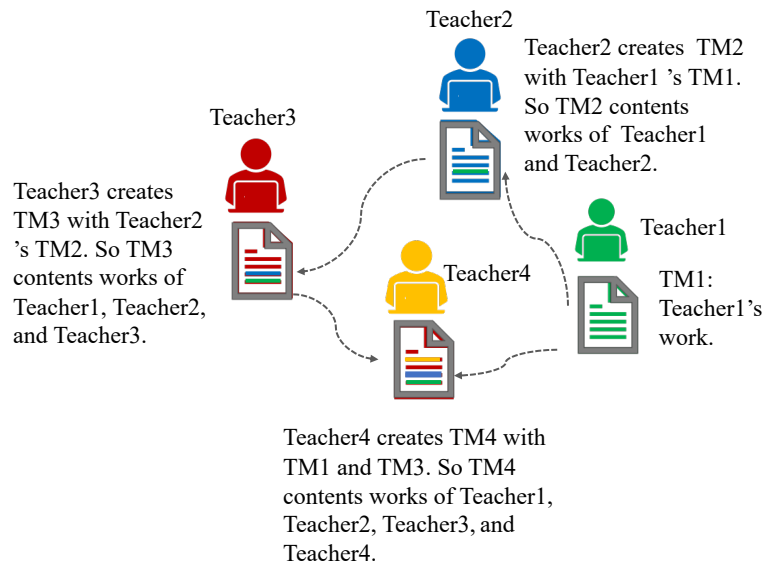 Teacher2
Teacher2 creates  TM2
with Teacher1 ’s TM1.
So TM2 contents
works of  Teacher1
and Teacher2.
Teacher3
Teacher3 creates
TM3 with Teacher2
’s TM2. So TM3
contents works of
Teacher1, Teacher2,
and Teacher3.
Teacher1
TM1:
Teacher1’s
work.
Teacher4
Teacher4 creates TM4 with
TM1 and TM3. So TM4
contents works of Teacher1,
Teacher2, Teacher3, and
Teacher4.